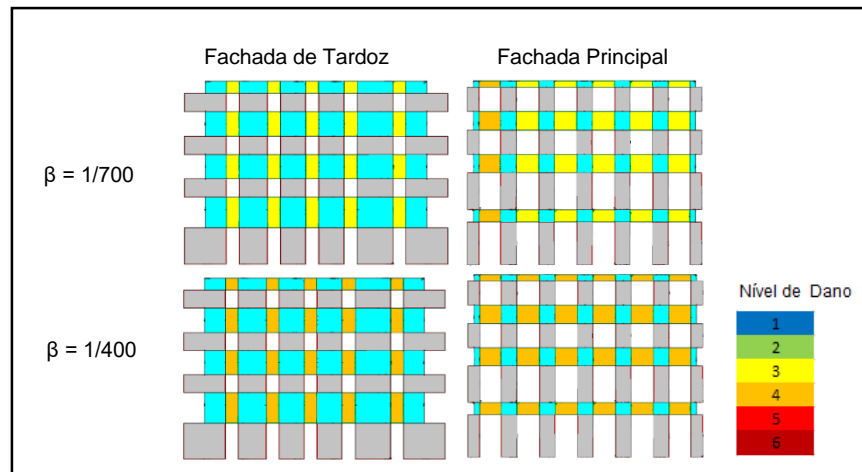 Fachada de Tardoz
Fachada Principal
β = 1/700
β = 1/400
Nível de Dano
1
2
3
4
5
6